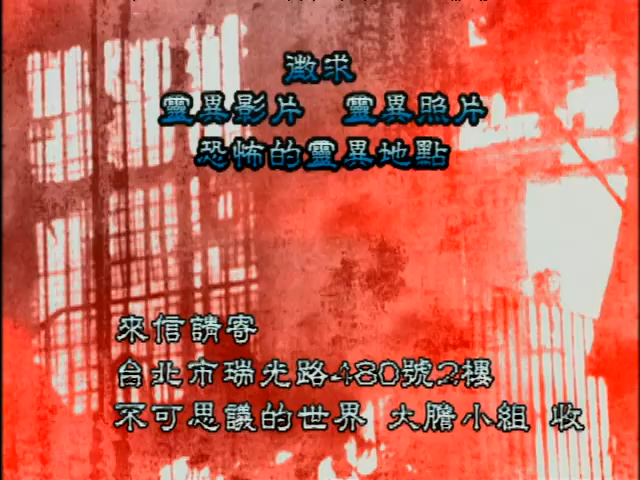 徵求
靈異影片 靈異照片
恐怖的靈異地點
來信請寄
台北市瑞光路480號2樓
不可思議的世界 大膽小組 收